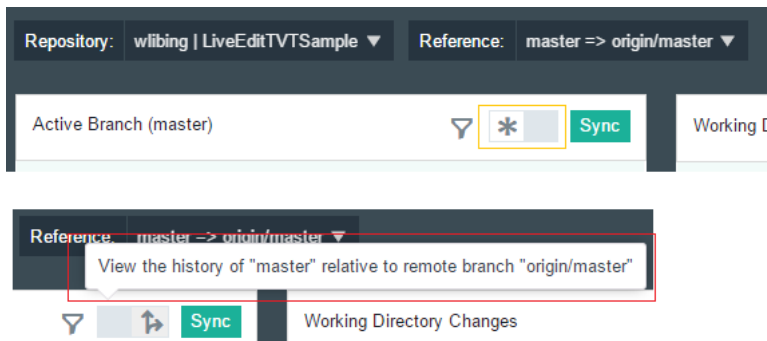 Repository: wlibing | LiveEditTVTSample Reference: master => origin/master
Active Branch (master) Sync Working D
Reference: master => origin/master
View the history of "master" relative to remote branch "origin/master"
Sync Working Directory Changes